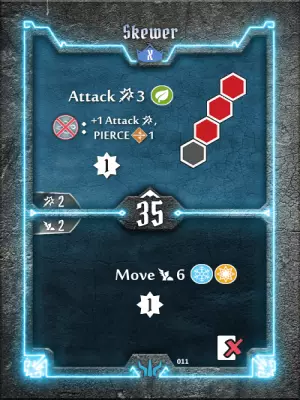 Skewer
X
Attack 3
+1 Attack,
PIERCE 1
1
2
35
2
Move 6
1
011